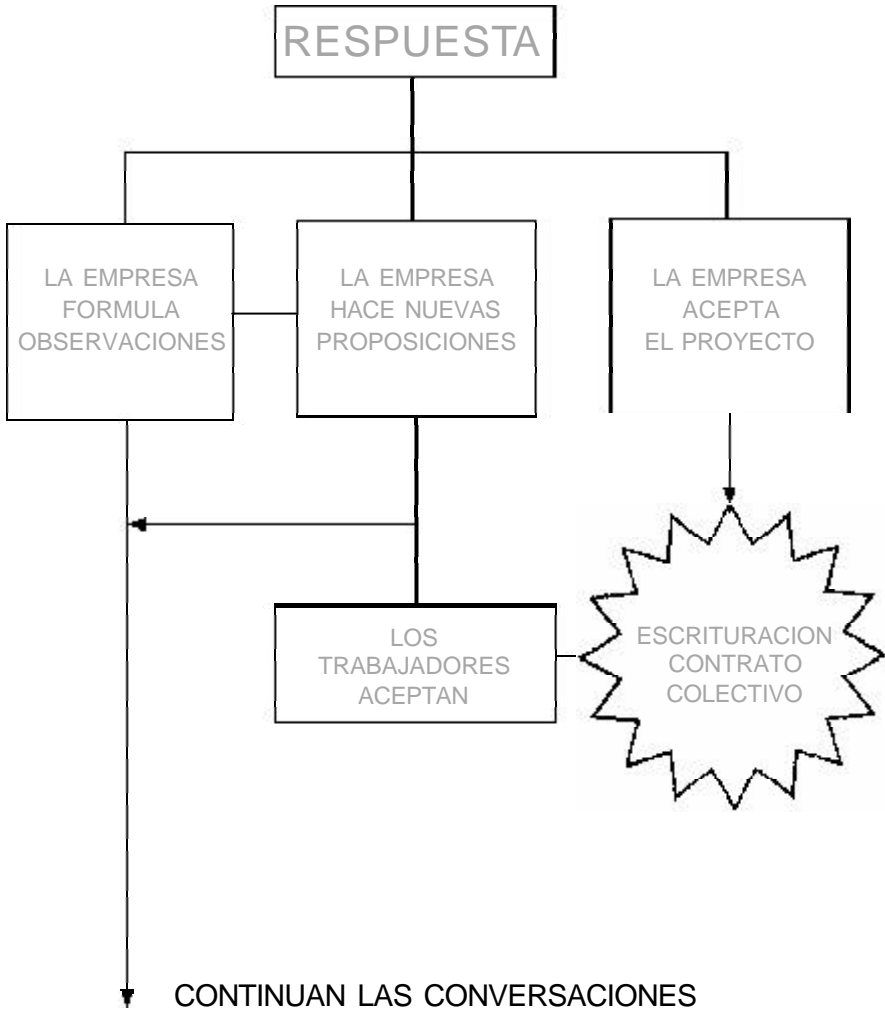 RESPUESTA
LA EMPRESA
FORMULA
OBSERVACIONES
LA EMPRESA
HACE NUEVAS
PROPOSICIONES
LA EMPRESA
ACEPTA
EL PROYECTO
LOS
TRABAJADORES
ACEPTAN
ESCRITURACION
CONTRATO
COLECTIVO
CONTINUAN LAS CONVERSACIONES